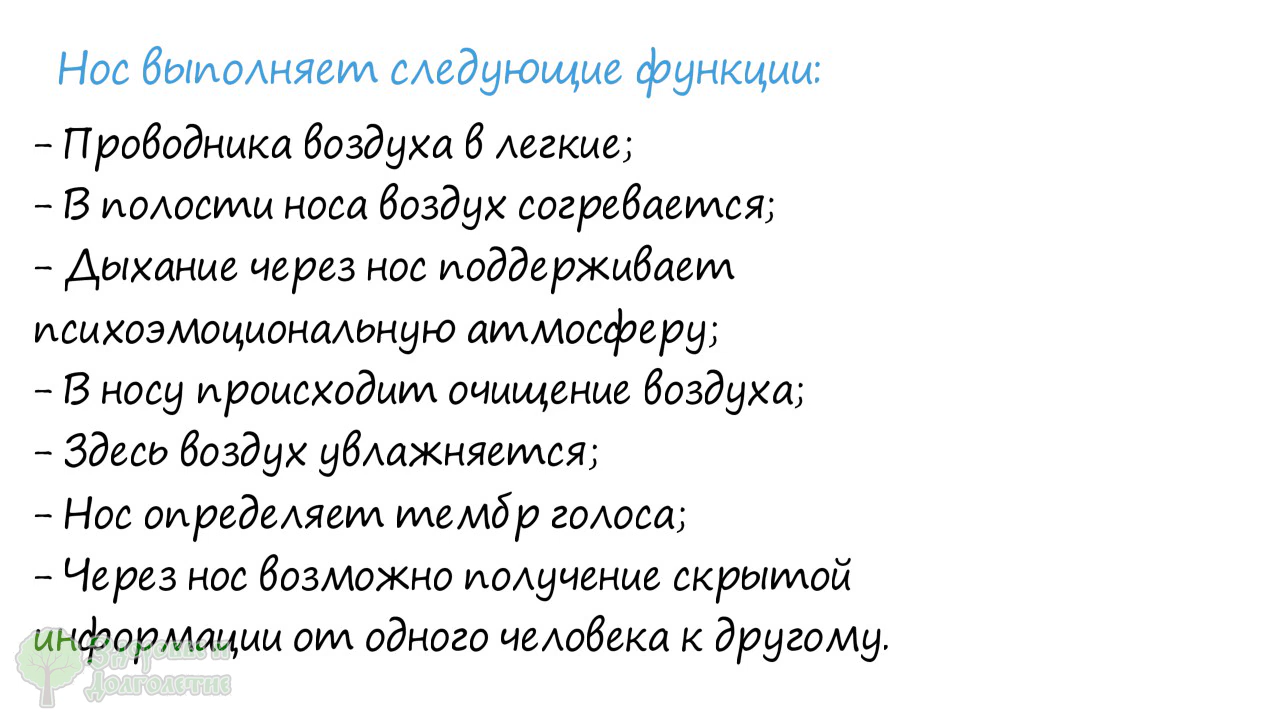 Нос выполняет следующие функции:
- Проводника воздуха в легкие;
- В полости носа воздух согревается;
- Дыхание через нос поддерживает
психоэмоциональную атмосферу;
- В носу происходит очищение воздуха;
- Здесь воздух увлажняется;
- Нос определяет тембр голоса;
- Через нос возможно получение скрытой
информации от одного человека к другому.
Здоровье и
Долголетие